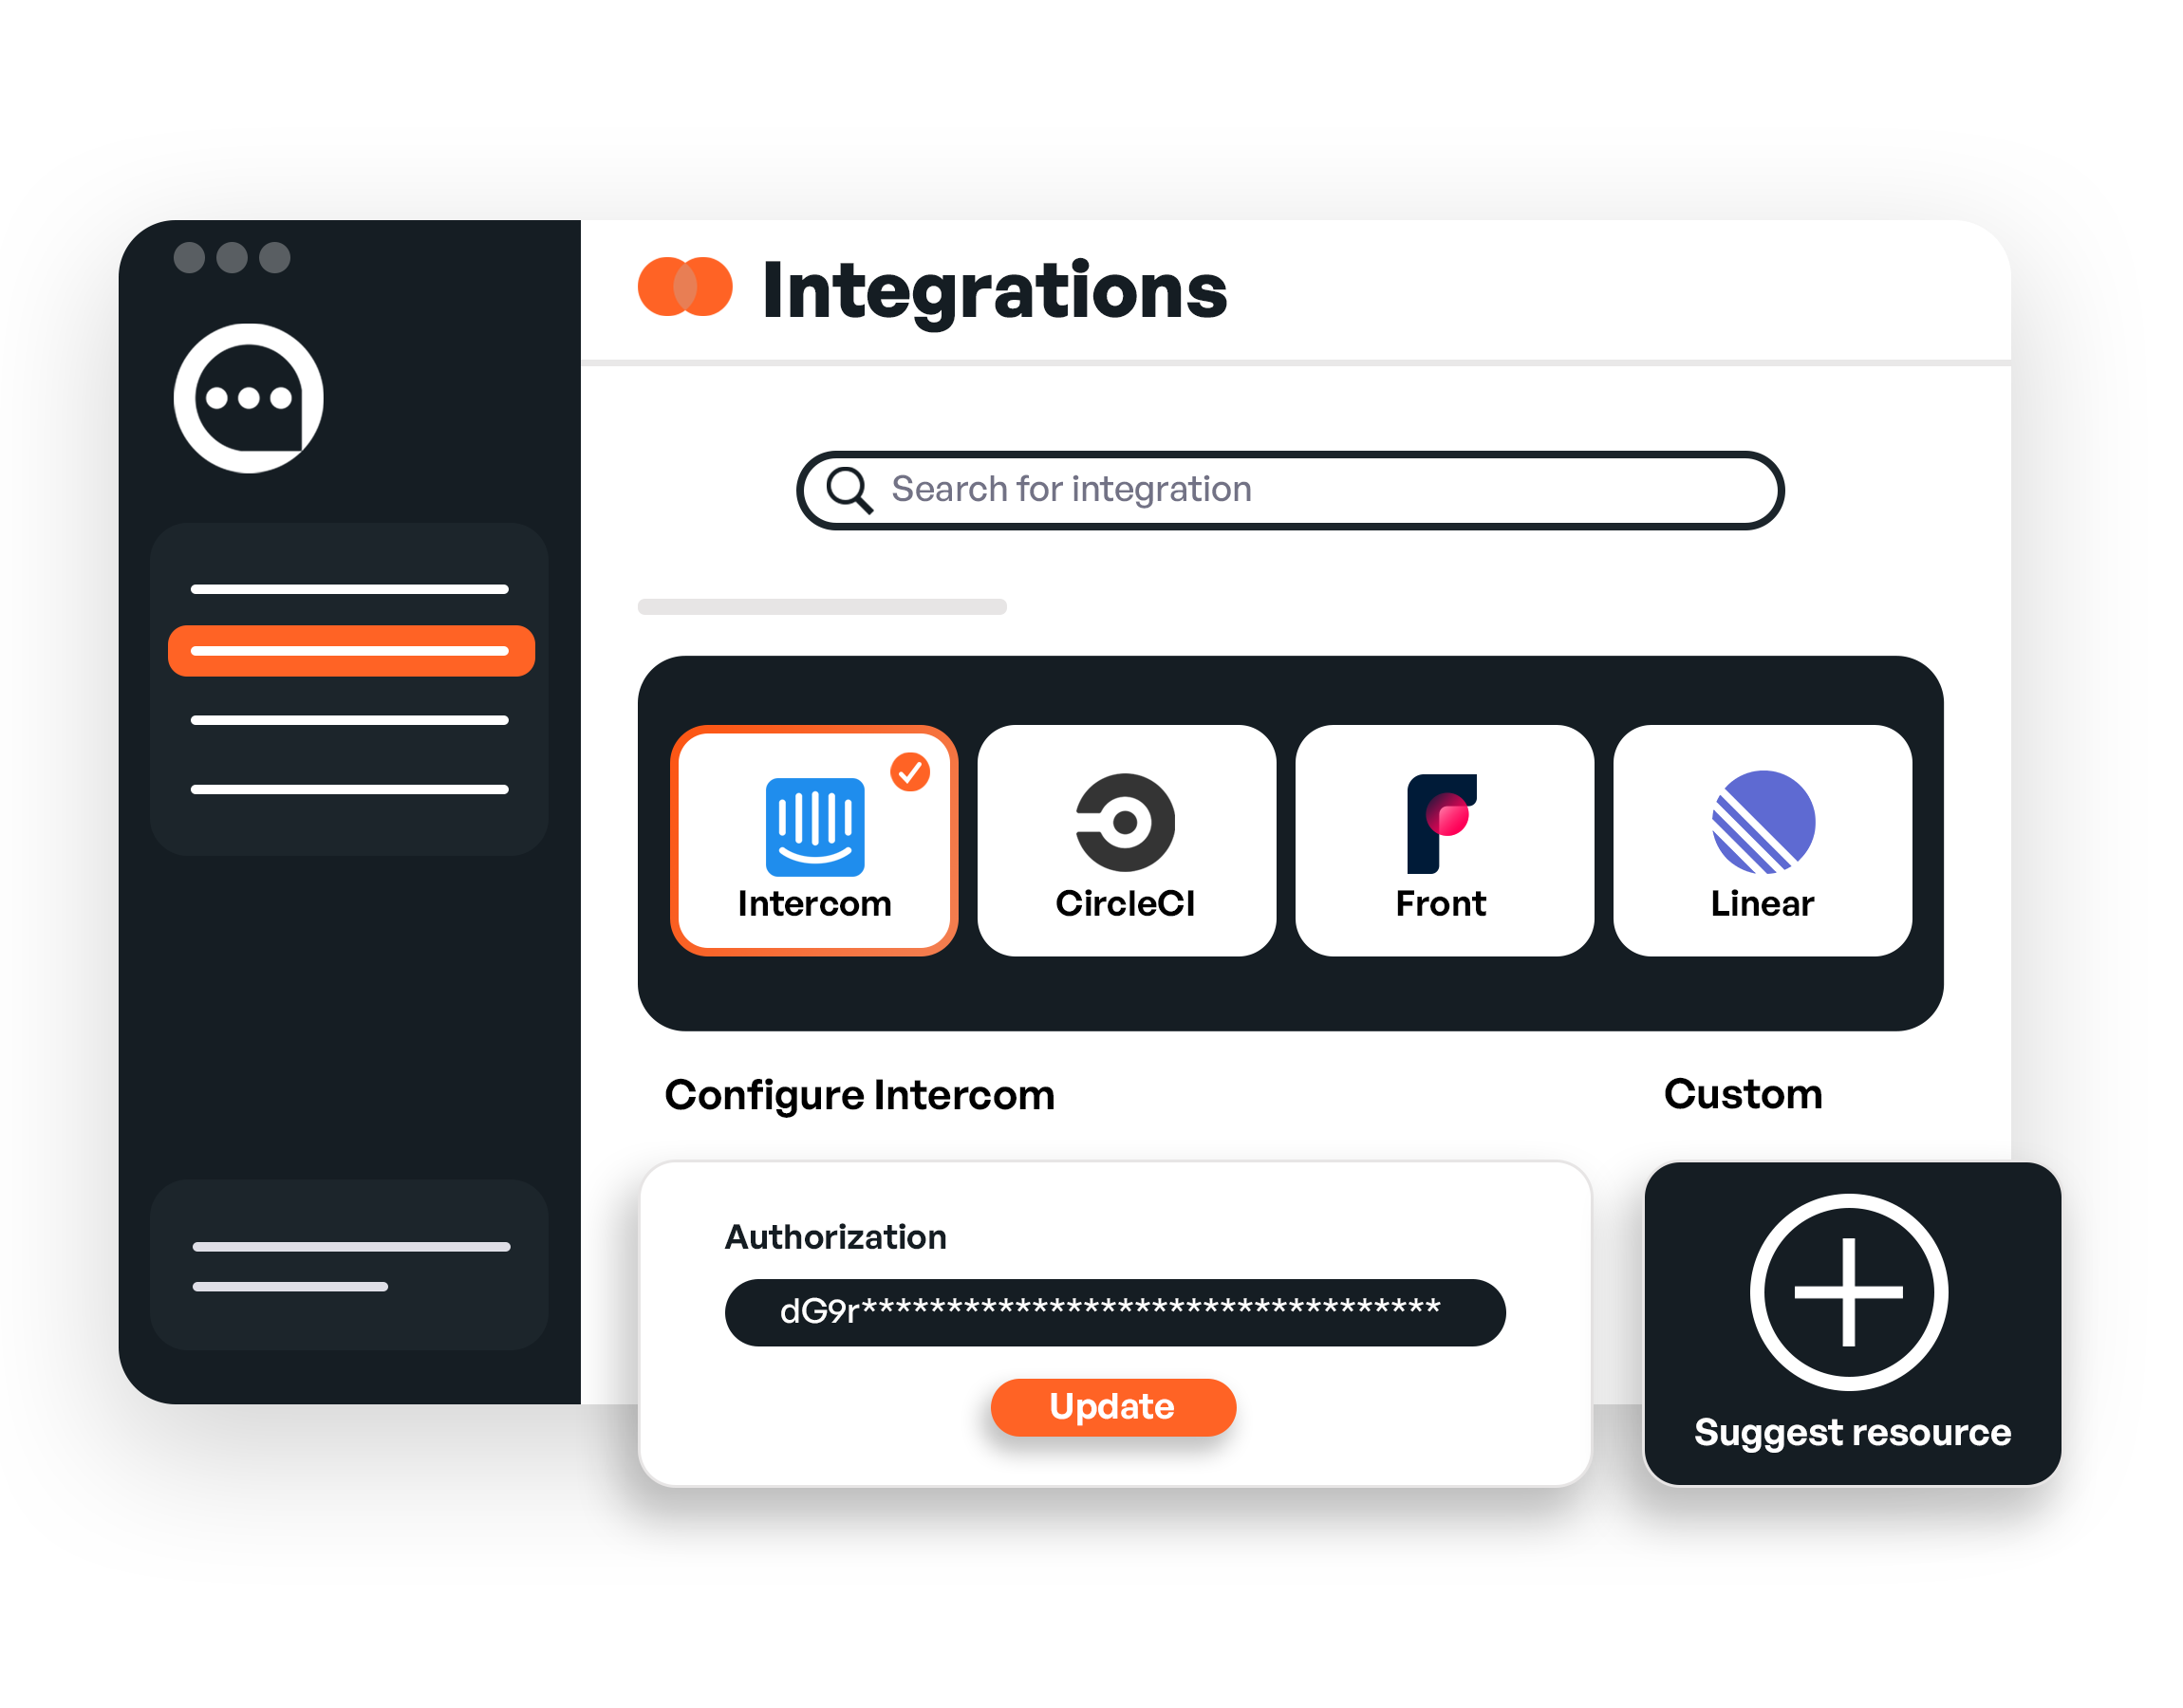 Integrations
Search for integration
Intercom
CircleCI
Front
Linear
Configure Intercom
Custom
Authorization
dG9r**********************************
Update
Suggest resource